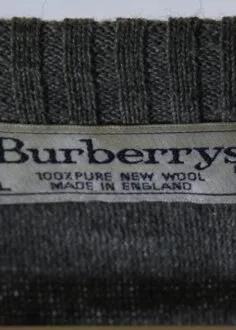 Burberrys
100% PURE NEW WOOL
L MADE IN ENGLAND